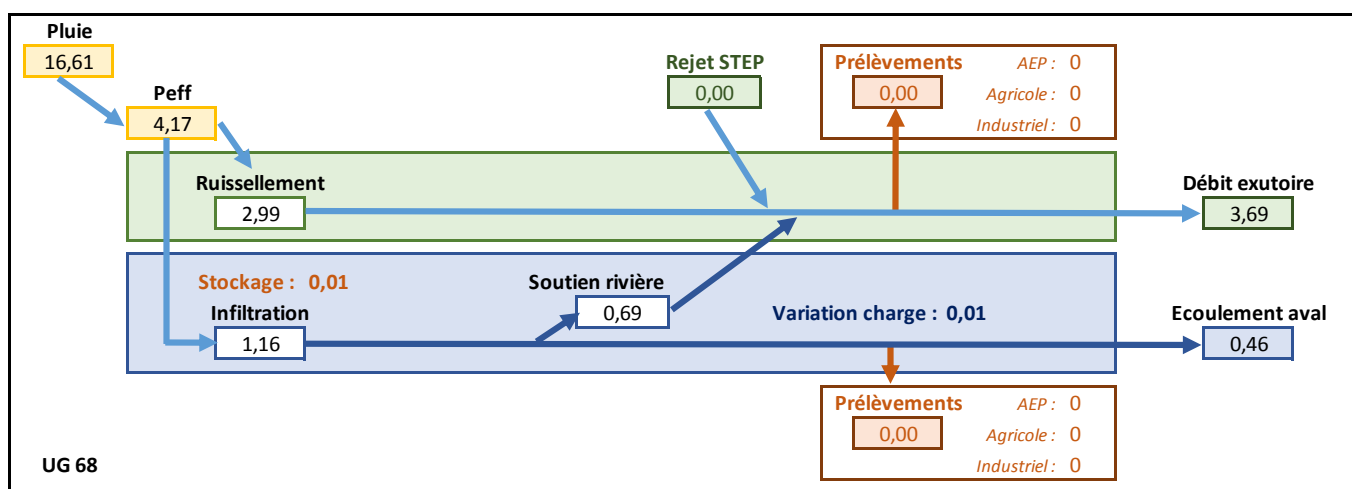 Pluie
16,61
Peff
4,17
Rejet STEP
0,00
Prélèvements
0,00
AEP : 0
Agricole : 0
Industriel : 0
Ruissellement
2,99
Débit exutoire
3,69
Stockage : 0,01
Infiltration
1,16
Soutien rivière
0,69
Variation charge : 0,01
Ecoulement aval
0,46
Prélèvements
0,00
AEP : 0
Agricole : 0
Industriel : 0
UG 68